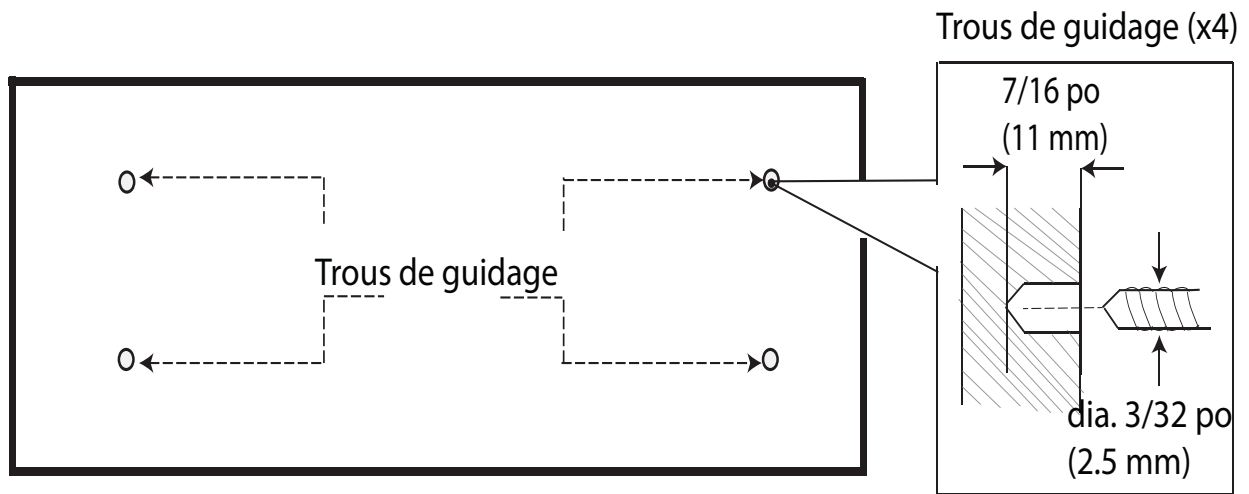 Trous de guidage (x4)
7/16 po
(11 mm)
Trous de guidage
dia. 3/32 po
(2.5 mm)